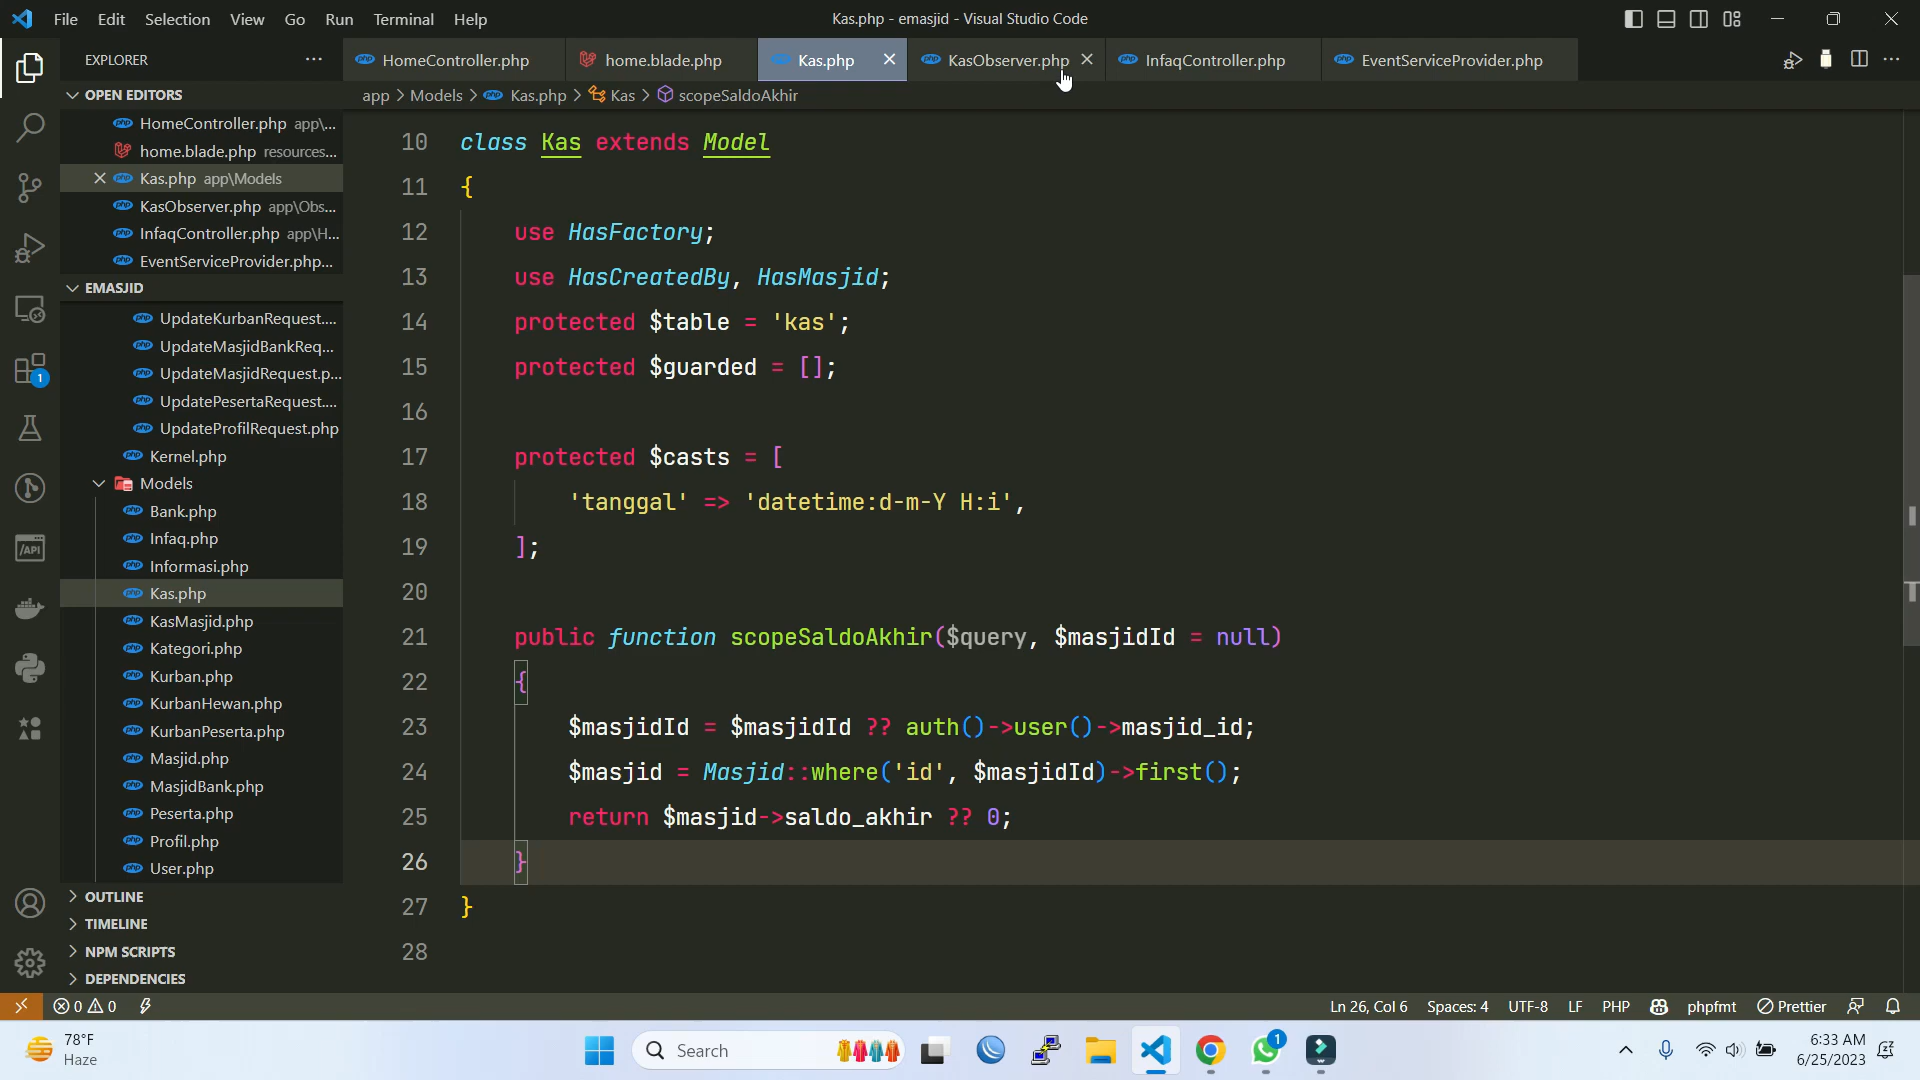 File Edit Selection View Go Run Terminal Help
Kas.php - emasjid - Visual Studio Code
EXPLORER
HomeController.php
home.blade.php
Kas.php
KasObserver.php
InfaqController.php
EventServiceProvider.php
app > Models > Kas.php > Kas > scopeSaldoAkhir
OPEN EDITORS
HomeController.php app\...
home.blade.php resources...
Kas.php app\Models
KasObserver.php app\Obs...
InfaqController.php app\H...
EventServiceProvider.php...
EMASJID
UpdateKurbanRequest....
UpdateMasjidBankReq...
UpdateMasjidRequest.p...
UpdatePesertaRequest....
UpdateProfilRequest.php
Kernel.php
Models
Bank.php
Infaq.php
Informasi.php
Kas.php
KasMasjid.php
Kategori.php
Kurban.php
KurbanHewan.php
KurbanPeserta.php
Masjid.php
MasjidBank.php
Peserta.php
Profil.php
User.php
OUTLINE
TIMELINE
NPM SCRIPTS
DEPENDENCIES
10 class Kas extends Model
11 {
12 use HasFactory;
13 use HasCreatedBy, HasMasjid;
14 protected $table = 'kas';
15 protected $guarded = [];
16
17 protected $casts = [
18 'tanggal' => 'datetime:d-m-Y H:i',
19 ];
20
21 public function scopeSaldoAkhir($query, $masjidId = null)
22 {
23 $masjidId = $masjidId ?? auth()->user()->masjid_id;
24 $masjid = Masjid::where('id', $masjidId)->first();
25 return $masjid->saldo_akhir ?? 0;
26 }
27 }
28
/API
1
0 0
Ln 26, Col 6 Spaces: 4 UTF-8 LF PHP phpfmt Prettier
78°F
Haze
Search
1
6:33 AM
6/25/2023